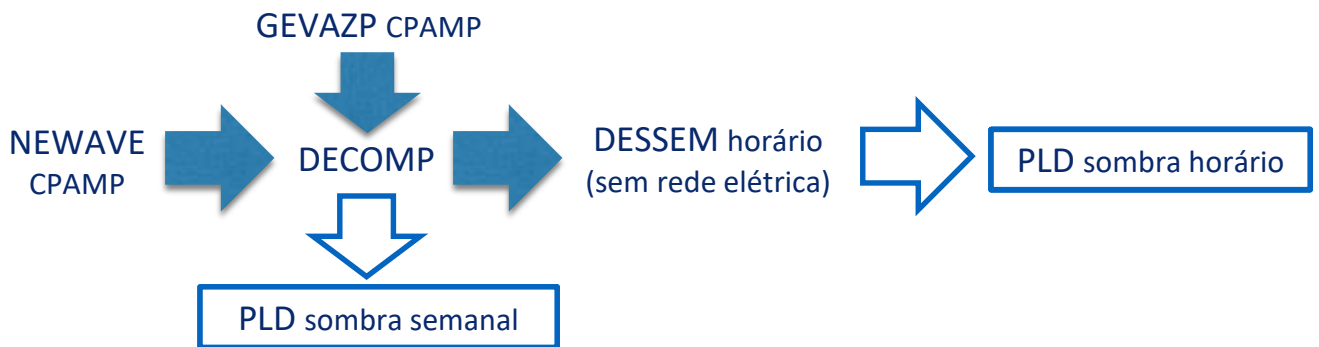 GEVAZP CPAMP
NEWAVE
CPAMP
DECOMP
DESSEM horário
(sem rede elétrica)
PLD sombra horário
PLD sombra semanal